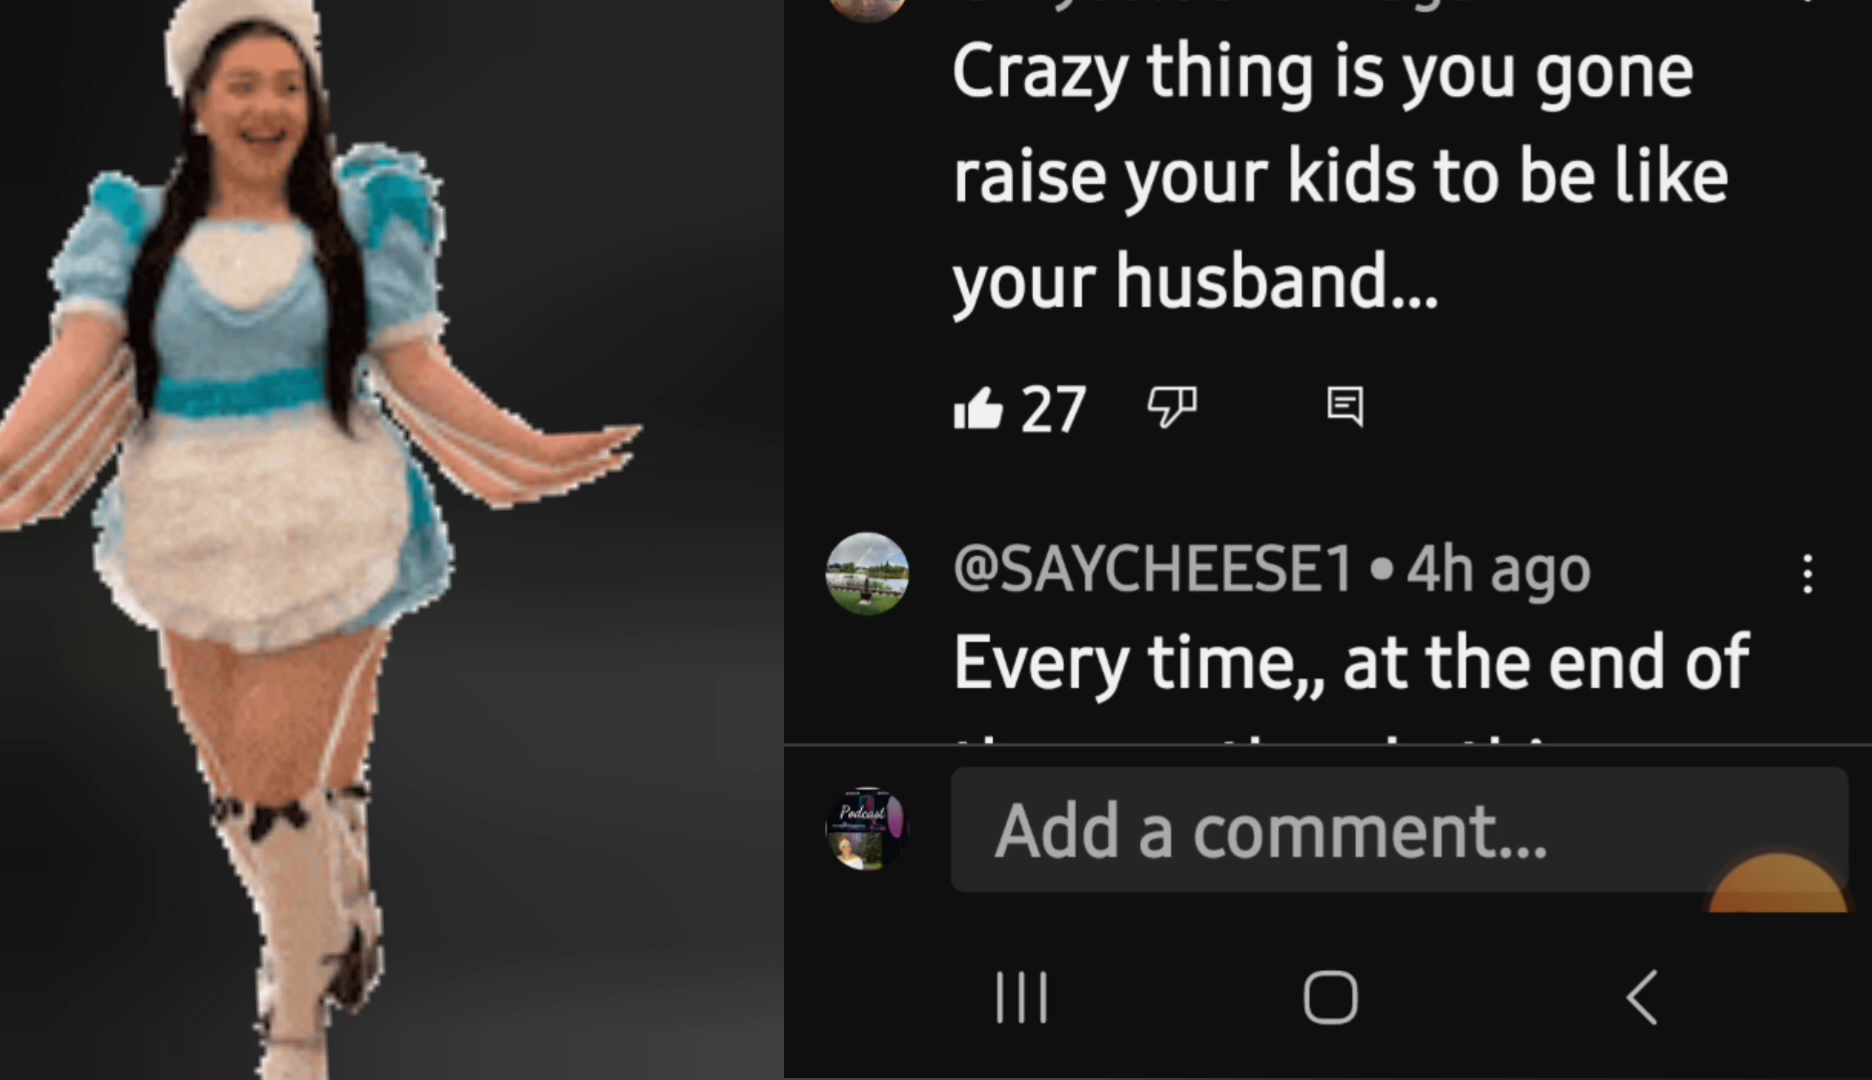 Crazy thing is you gone
raise your kids to be like
your husband...
27
@SAYCHEESE1 • 4h ago
Every time,, at the end of
Podcast
Add a comment...